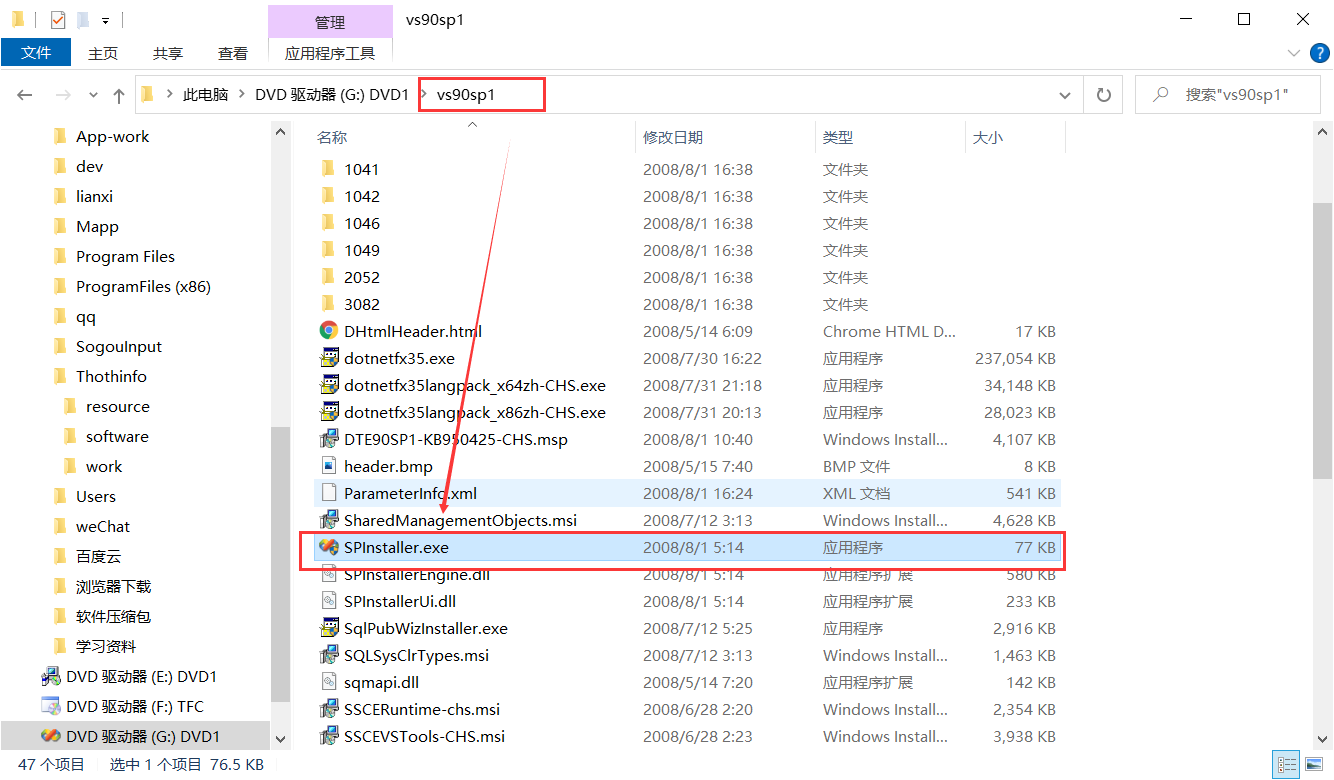 管理
vs90sp1
文件
主页
共享
查看
应用程序工具
?
此电脑
DVD 驱动器 (G:) DVD1
vs90sp1
搜索"vs90sp1"
App-work
dev
lianxi
Mapp
Program Files
ProgramFiles (x86)
qq
SogouInput
Thothinfo
resource
software
work
Users
weChat
百度云
浏览器下载
软件压缩包
学习资料
DVD 驱动器 (E:) DVD1
DVD 驱动器 (F:) TFC
DVD 驱动器 (G:) DVD1
名称 修改日期 类型 大小
1041 2008/8/1 16:38 文件夹
1042 2008/8/1 16:38 文件夹
1046 2008/8/1 16:38 文件夹
1049 2008/8/1 16:38 文件夹
2052 2008/8/1 16:38 文件夹
3082 2008/8/1 16:38 文件夹
DHtmlHeader.html 2008/5/14 6:09 Chrome HTML D... 17 KB
dotnetfx35.exe 2008/7/30 16:22 应用程序 237,054 KB
dotnetfx35langpack_x64zh-CHS.exe 2008/7/31 21:18 应用程序 34,148 KB
dotnetfx35langpack_x86zh-CHS.exe 2008/7/31 20:13 应用程序 28,023 KB
DTE90SP1-KB950425-CHS.msp 2008/8/1 10:40 Windows Install... 4,107 KB
header.bmp 2008/5/15 7:40 BMP 文件 8 KB
ParameterInfo.xml 2008/8/1 16:24 XML 文档 541 KB
SharedManagementObjects.msi 2008/7/12 3:13 Windows Install... 4,628 KB
SPInstaller.exe 2008/8/1 5:14 应用程序 77 KB
SPInstallerEngine.dll 2008/8/1 5:14 应用程序扩展 580 KB
SPInstallerUi.dll 2008/8/1 5:14 应用程序扩展 233 KB
SqlPubWizInstaller.exe 2008/7/12 5:25 应用程序 2,916 KB
SQLSysClrTypes.msi 2008/7/12 3:13 Windows Install... 1,463 KB
sqmapi.dll 2008/5/14 7:20 应用程序扩展 142 KB
SSCERuntime-chs.msi 2008/6/28 2:20 Windows Install... 2,354 KB
SSCEVSTools-CHS.msi 2008/6/28 2:23 Windows Install... 3,938 KB
47 个项目 选中 1 个项目 76.5 KB